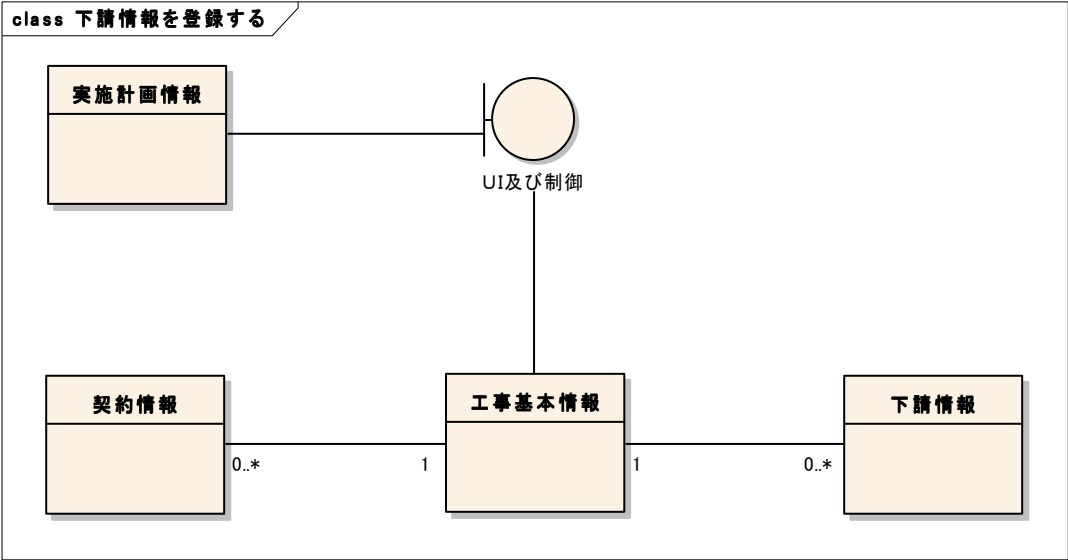 class 下請情報を登録する
実施計画情報
UI及び制御
契約情報
工事基本情報
下請情報
0..*
1
1
0..*